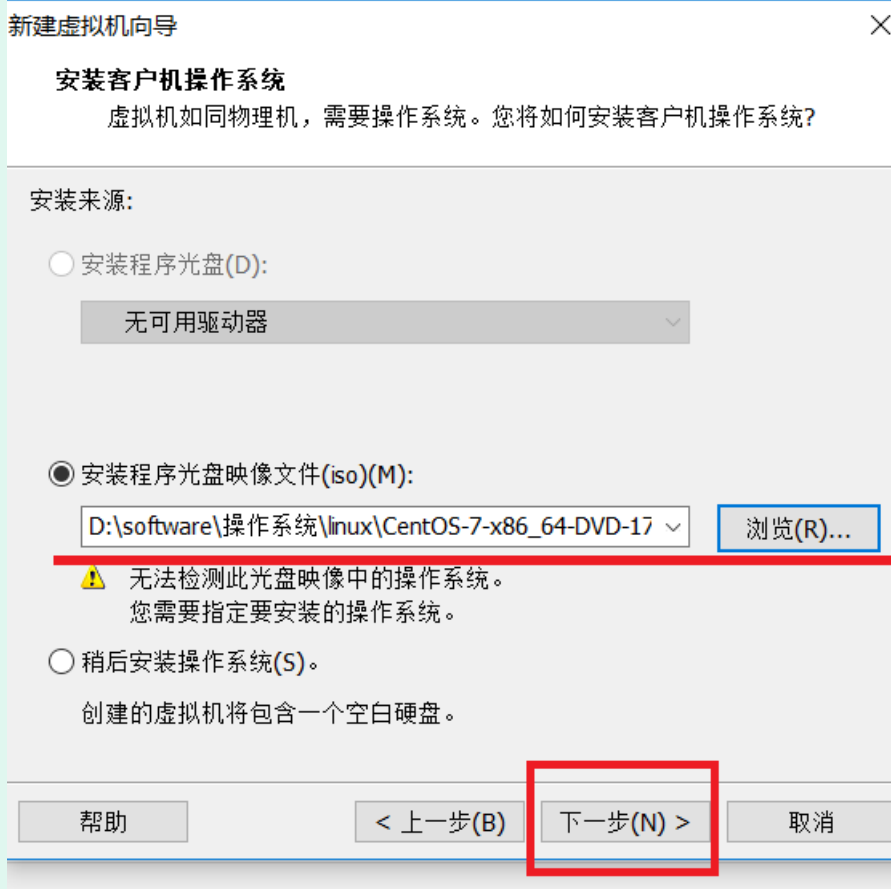 新建虚拟机向导
安装客户机操作系统
虚拟机如同物理机，需要操作系统。您将如何安装客户机操作系统?
安装来源:
安装程序光盘(D):
无可用驱动器
安装程序光盘映像文件(iso)(M):
D:\software\操作系统\linux\CentOS-7-x86_64-DVD-17
浏览(R)...
无法检测此光盘映像中的操作系统。
您需要指定要安装的操作系统。
稍后安装操作系统(S)。
创建的虚拟机将包含一个空白硬盘。
帮助
< 上一步(B)
下一步(N) >
取消